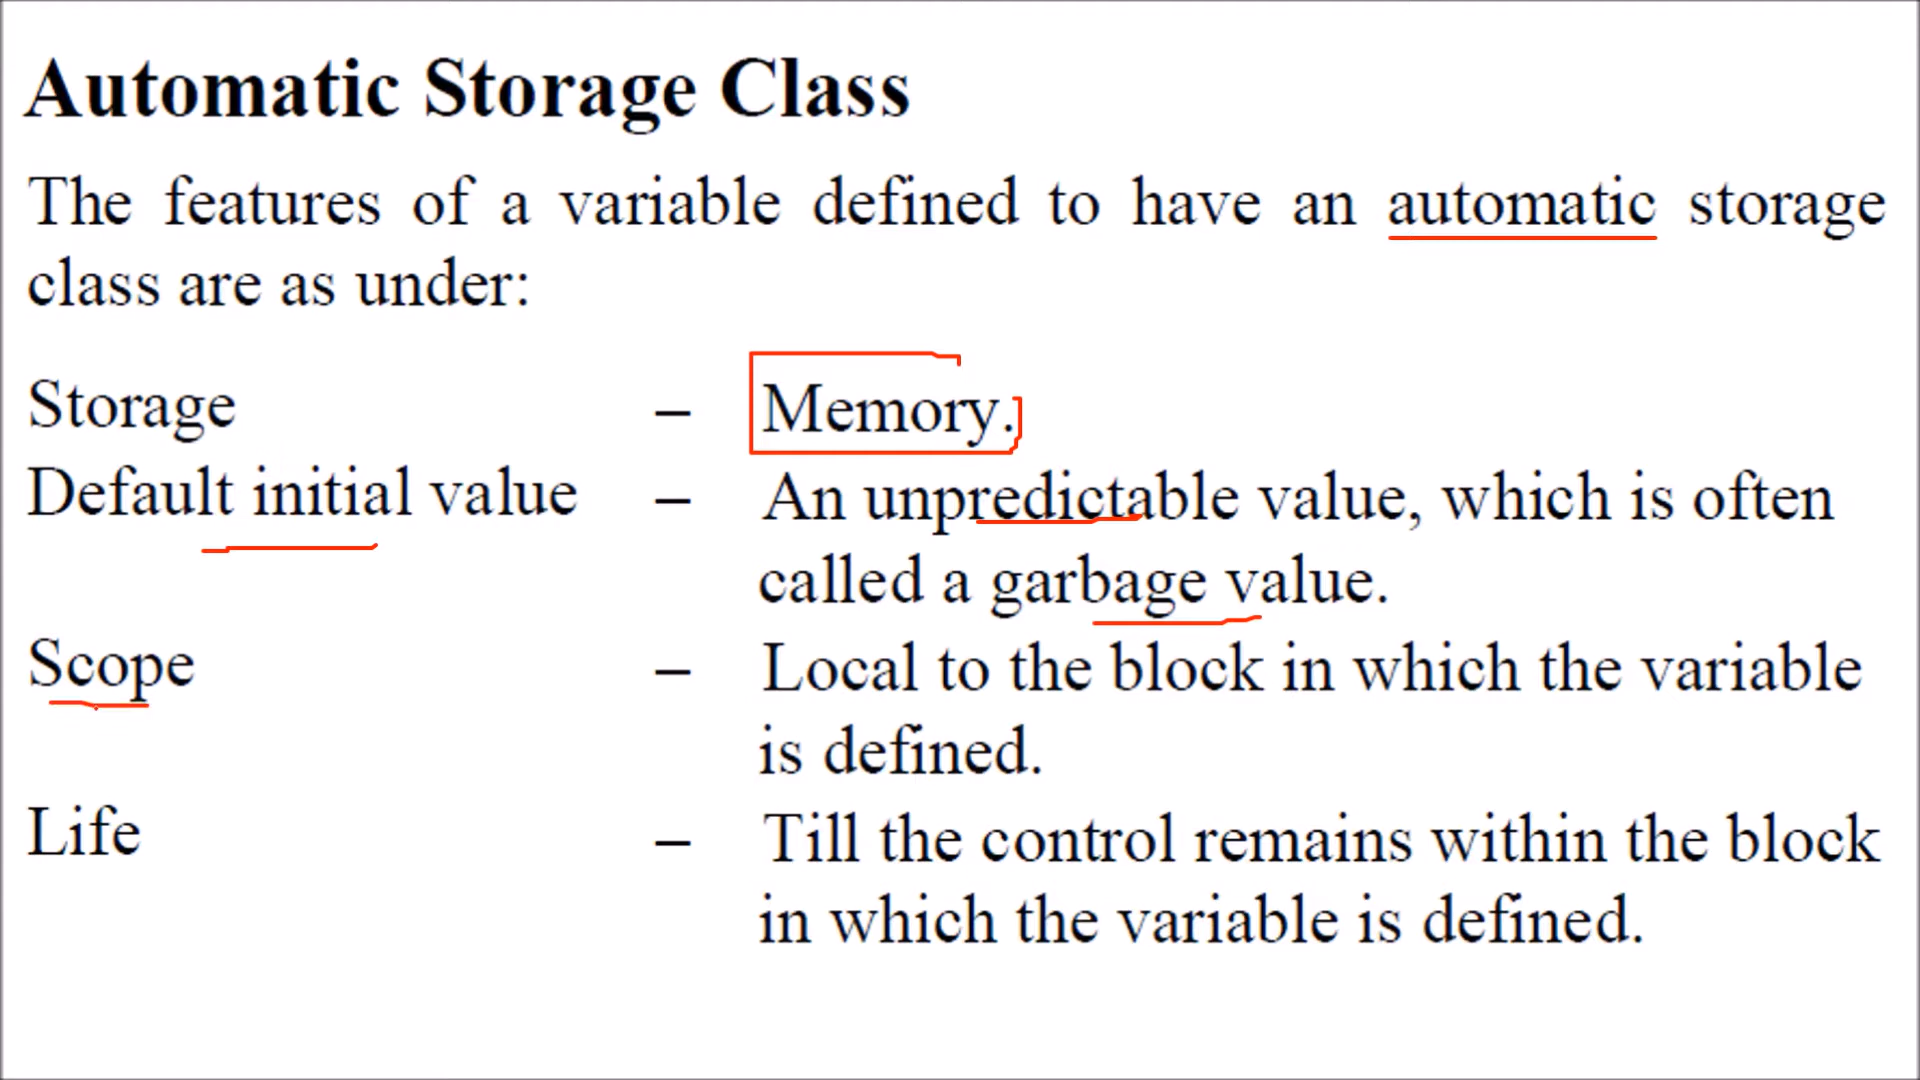 Automatic Storage Class
The features of a variable defined to have an automatic storage
class are as under:
Storage – Memory.
Default initial value – An unpredictable value, which is often
called a garbage value.
Scope – Local to the block in which the variable
is defined.
Life – Till the control remains within the block
in which the variable is defined.